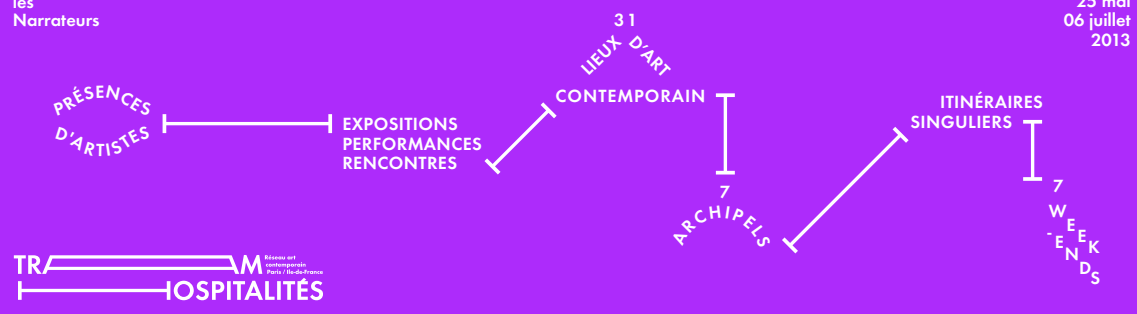 les
Narrateurs
25 mai
06 juillet
2013
PRÉSENCES
D'ARTISTES
EXPOSITIONS
PERFORMANCES
RENCONTRES
31
LIEUX D'ART
CONTEMPORAIN
7
ARCHIPELS
ITINÉRAIRES
SINGULIERS
7
WEEK
-ENDS
TRAM
Réseau art
contemporain
Paris / Ile-de-France
HOSPITALITÉS